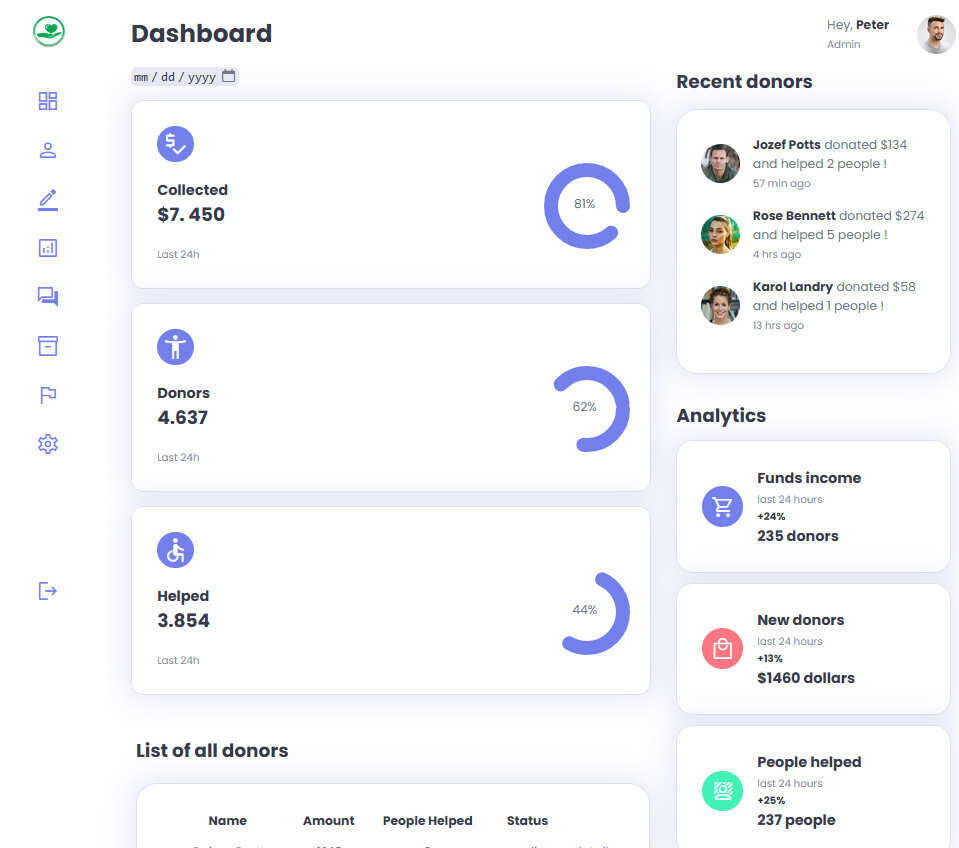 Dashboard
Hey, Peter
Admin
mm / dd / yyyy
Collected
$7. 450
Last 24h
81%
Donors
4.637
Last 24h
62%
Helped
3.854
Last 24h
44%
List of all donors
Name Amount People Helped Status
Recent donors
Jozef Potts donated $134
and helped 2 people !
57 min ago
Rose Bennett donated $274
and helped 5 people !
4 hrs ago
Karol Landry donated $58
and helped 1 people !
13 hrs ago
Analytics
Funds income
last 24 hours
+24%
235 donors
New donors
last 24 hours
+13%
$1460 dollars
People helped
last 24 hours
+25%
237 people